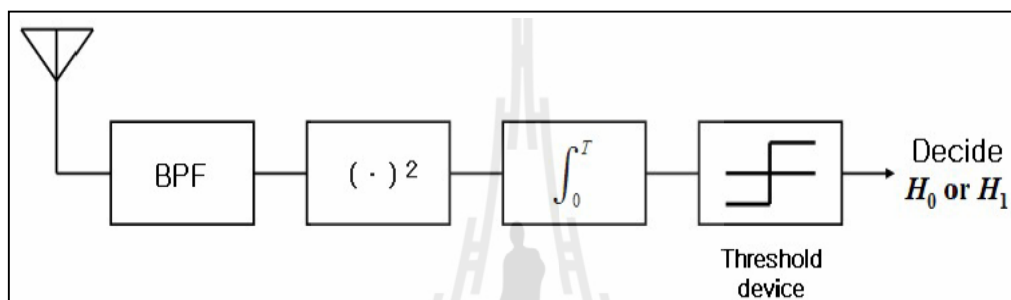 BPF
( · )²
∫₀ᵀ
Threshold
device
Decide
H₀ or H₁